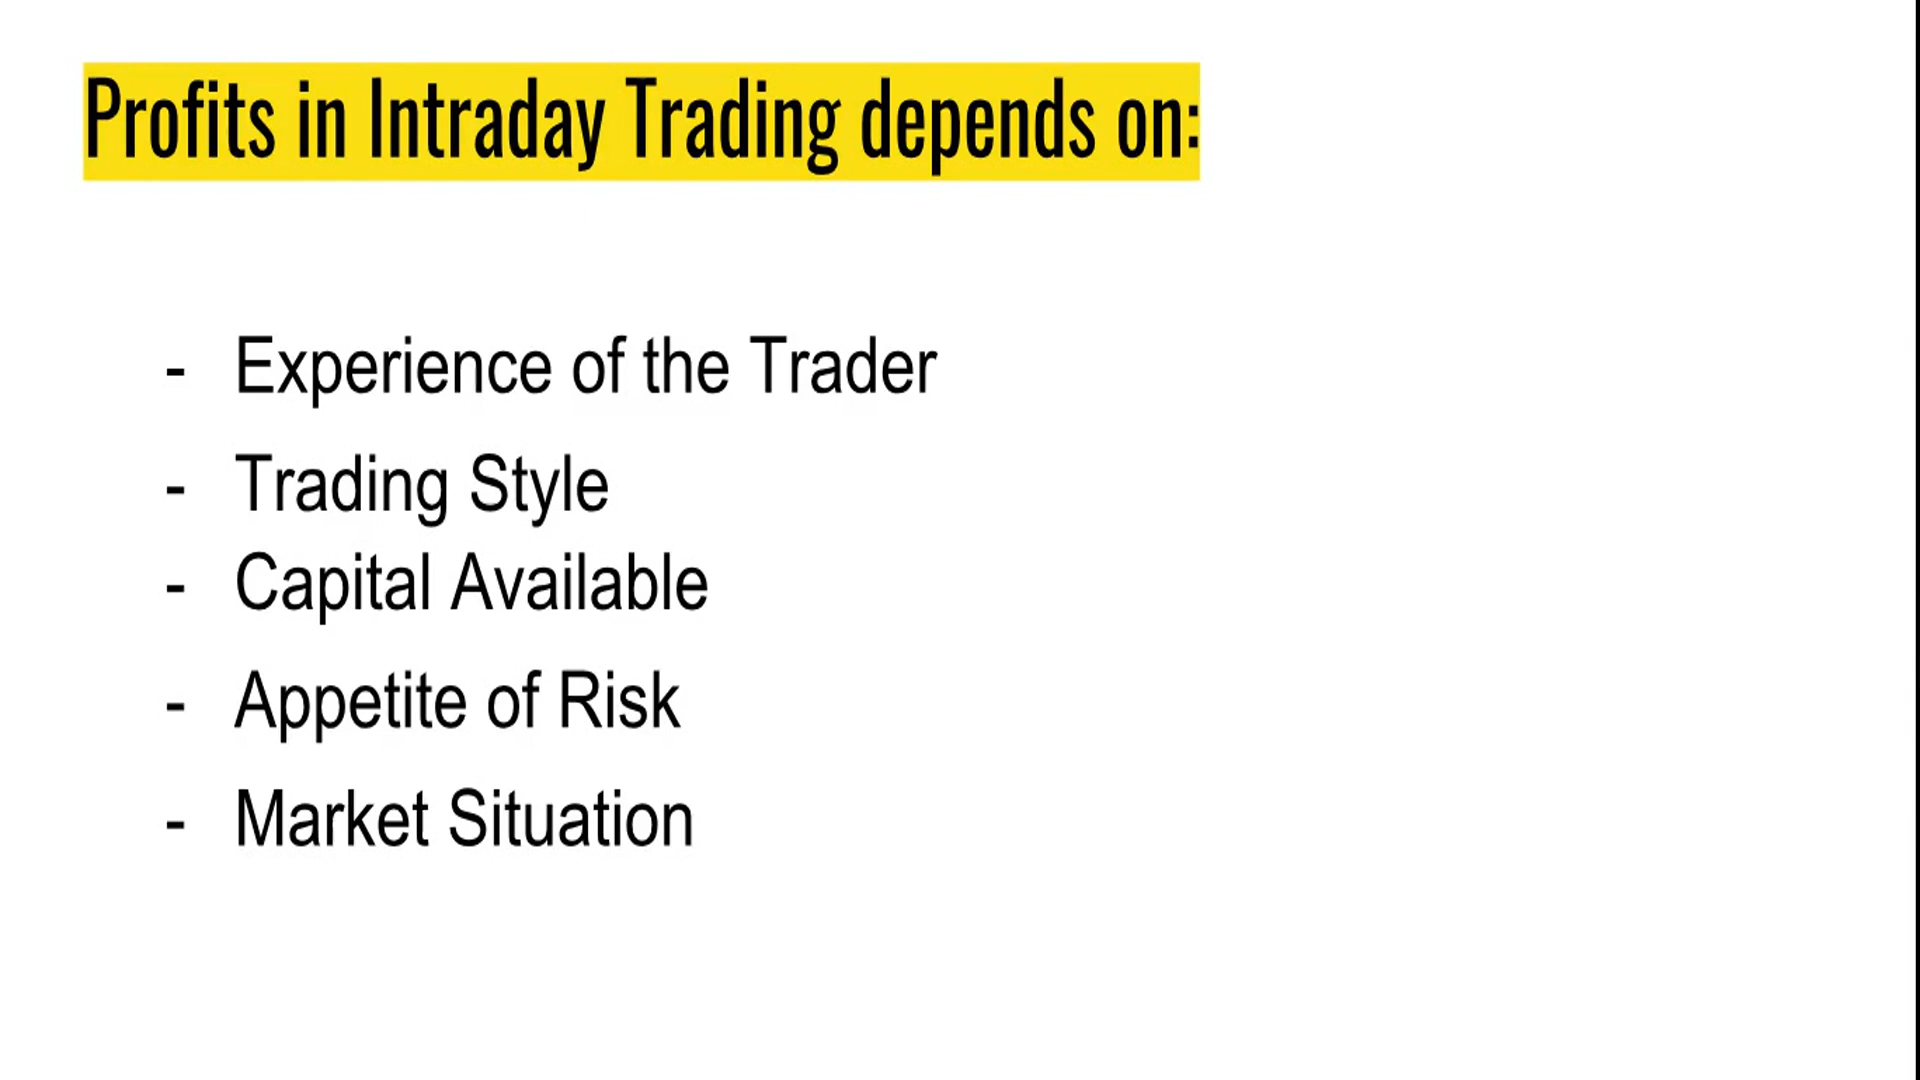 Profits in Intraday Trading depends on:
- Experience of the Trader
- Trading Style
- Capital Available
- Appetite of Risk
- Market Situation